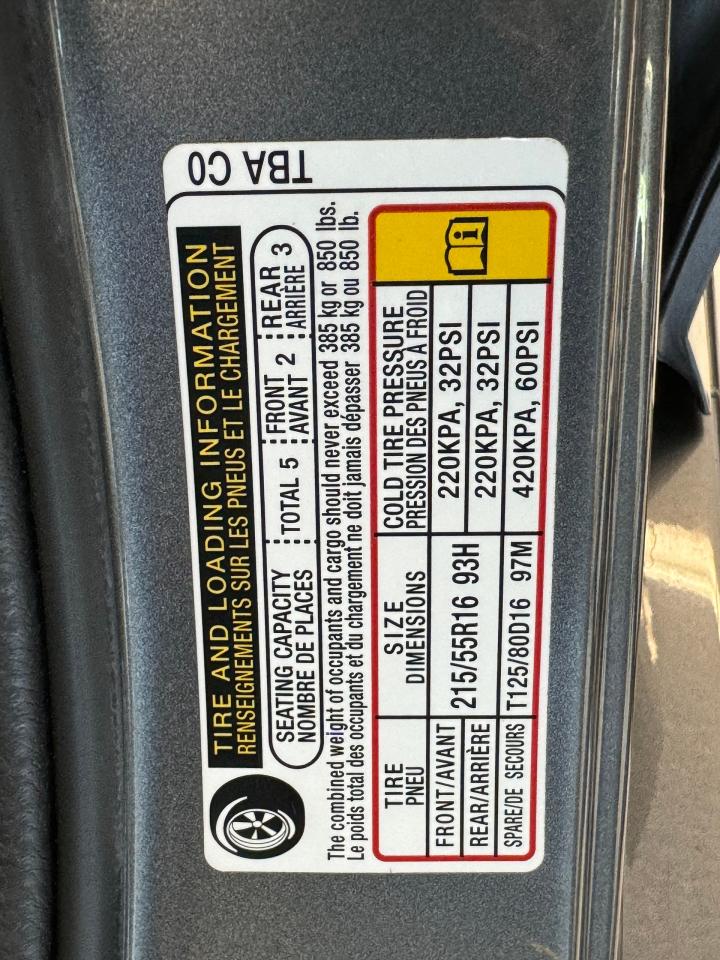 TBA C0
TIRE AND LOADING INFORMATION
RENSEIGNEMENTS SUR LES PNEUS ET LE CHARGEMENT
SEATING CAPACITY TOTAL 5 FRONT 2 REAR 3
NOMBRE DE PLACES AVANT ARRIÈRE
The combined weight of occupants and cargo should never exceed 385 kg or 850 lbs.
Le poids total des occupants et du chargement ne doit jamais dépasser 385 kg ou 850 lb.
TIRE SIZE COLD TIRE PRESSURE
PNEU DIMENSIONS PRESSION DES PNEUS À FROID
FRONT/AVANT 215/55R16 93H 220KPA, 32PSI
REAR/ARRIÈRE 220KPA, 32PSI
SPARE/DE SECOURS T125/80D16 97M 420KPA, 60PSI